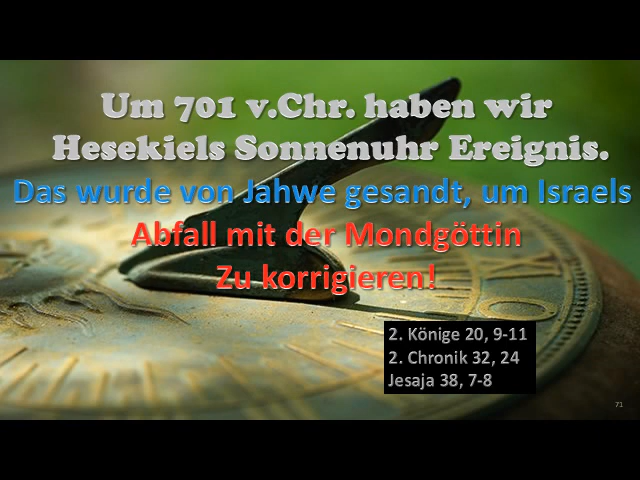 Um 701 v.Chr. haben wir
Hesekiels Sonnenuhr Ereignis.
Das wurde von Jahwe gesandt, um Israels
Abfall mit der Mondgöttin
Zu korrigieren!
2. Könige 20, 9-11
2. Chronik 32, 24
Jesaja 38, 7-8
71